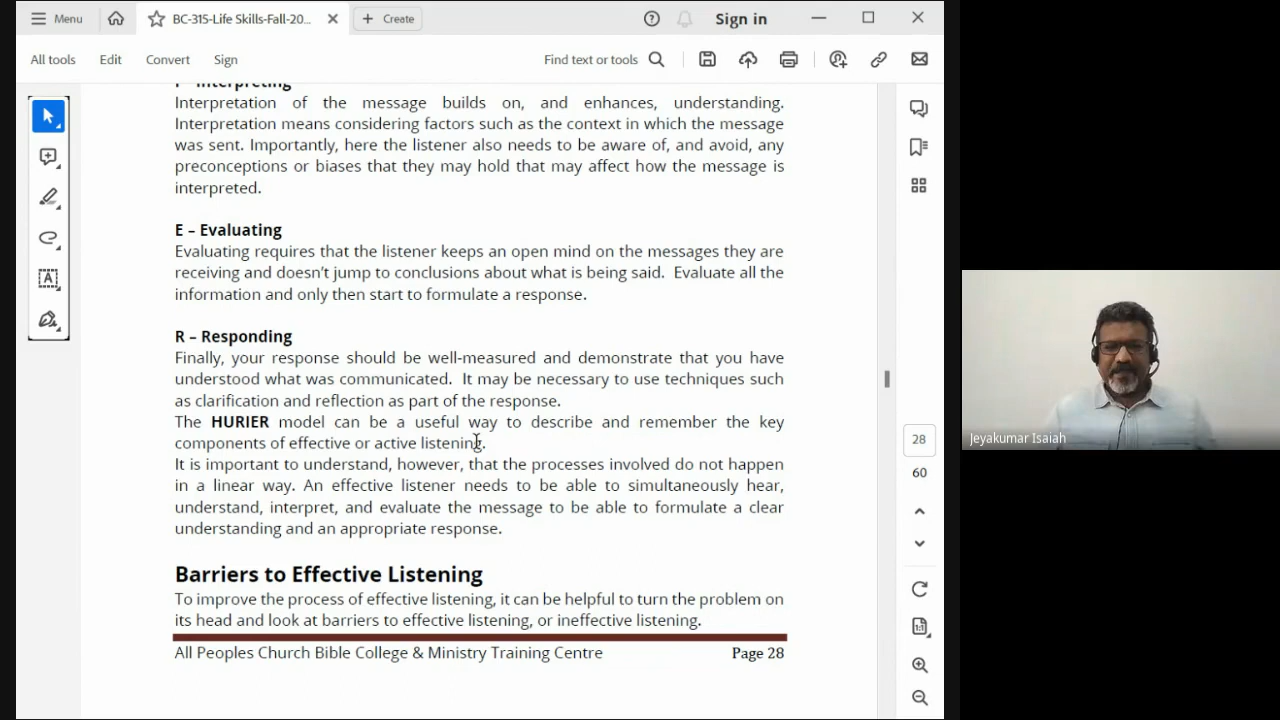 Menu
BC-315-Life Skills-Fall-20...
Create
Sign in
All tools
Edit
Convert
Sign
Find text or tools
I – Interpreting
Interpretation of the message builds on, and enhances, understanding.
Interpretation means considering factors such as the context in which the message
was sent. Importantly, here the listener also needs to be aware of, and avoid, any
preconceptions or biases that they may hold that may affect how the message is
interpreted.
E – Evaluating
Evaluating requires that the listener keeps an open mind on the messages they are
receiving and doesn't jump to conclusions about what is being said. Evaluate all the
information and only then start to formulate a response.
R – Responding
Finally, your response should be well-measured and demonstrate that you have
understood what was communicated. It may be necessary to use techniques such
as clarification and reflection as part of the response.
The HURIER model can be a useful way to describe and remember the key
components of effective or active listening.
It is important to understand, however, that the processes involved do not happen
in a linear way. An effective listener needs to be able to simultaneously hear,
understand, interpret, and evaluate the message to be able to formulate a clear
understanding and an appropriate response.
Barriers to Effective Listening
To improve the process of effective listening, it can be helpful to turn the problem on
its head and look at barriers to effective listening, or ineffective listening.
All Peoples Church Bible College & Ministry Training Centre
Page 28
28
60
Jeyakumar Isaiah